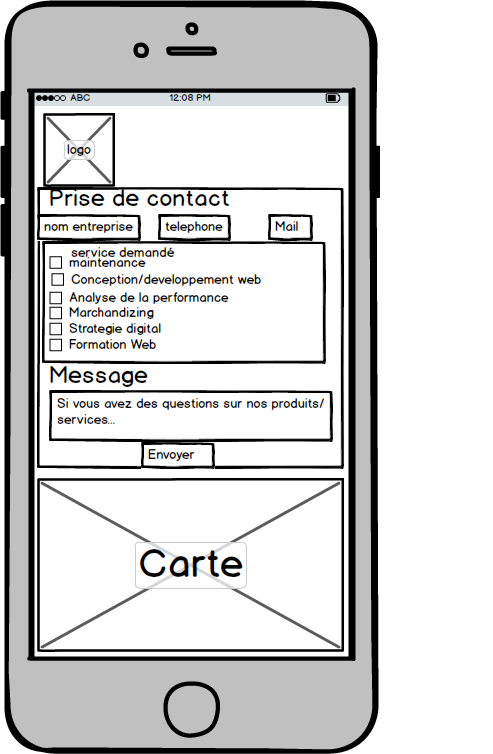 ABC 12:08 PM
logo
Prise de contact
nom entreprise telephone Mail
service demandé
maintenance
Conception/developpement web
Analyse de la performance
Marchandizing
Strategie digital
Formation Web
Message
Si vous avez des questions sur nos produits/
services...
Envoyer
Carte